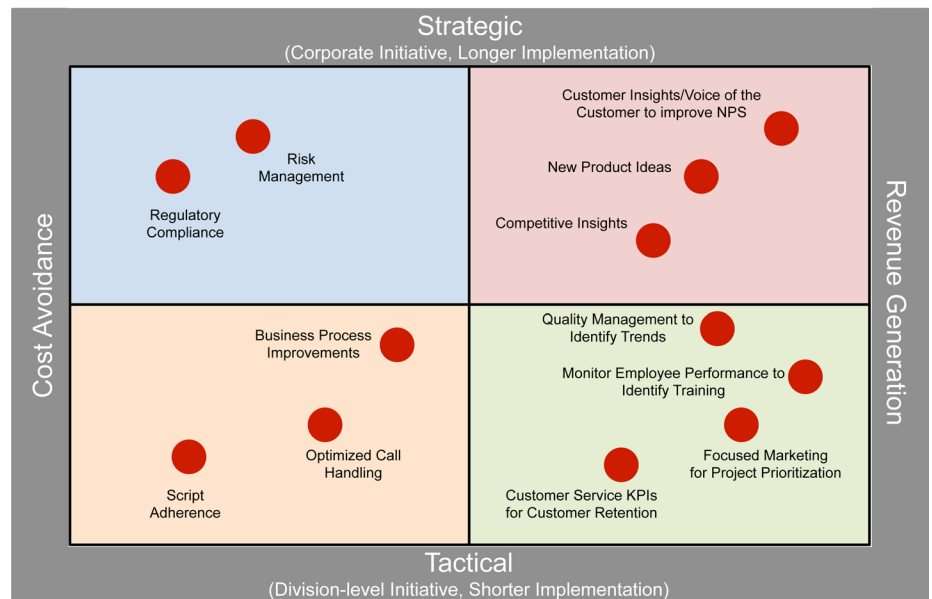 Strategic
(Corporate Initiative, Longer Implementation)
Cost Avoidance
Revenue Generation
Risk
Management
Regulatory
Compliance
Customer Insights/Voice of the
Customer to improve NPS
New Product Ideas
Competitive Insights
Business Process
Improvements
Optimized Call
Handling
Script
Adherence
Quality Management to
Identify Trends
Monitor Employee Performance to
Identify Training
Focused Marketing
for Project Prioritization
Customer Service KPIs
for Customer Retention
Tactical
(Division-level Initiative, Shorter Implementation)